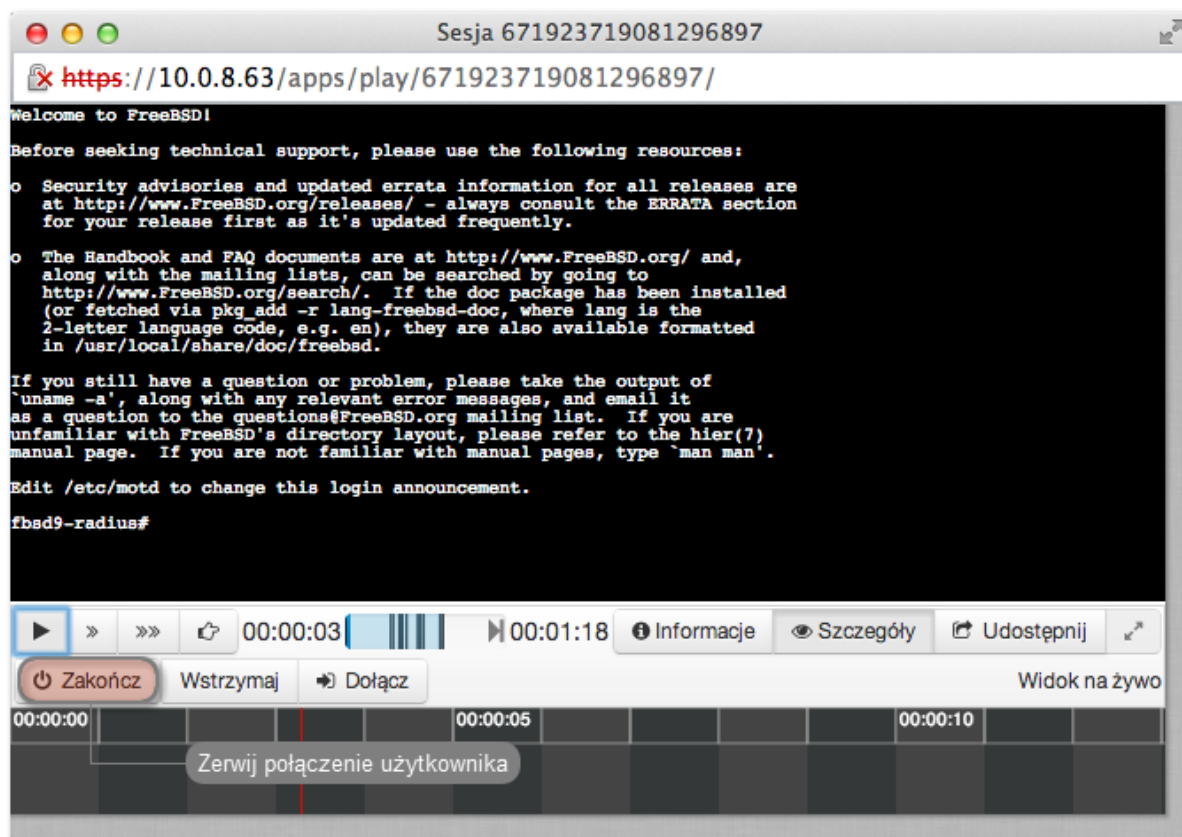 Sesja 671923719081296897
https://10.0.8.63/apps/play/671923719081296897/
Welcome to FreeBSD!
Before seeking technical support, please use the following resources:
o  Security advisories and updated errata information for all releases are
at http://www.FreeBSD.org/releases/ - always consult the ERRATA section
for your release first as it's updated frequently.
o  The Handbook and FAQ documents are at http://www.FreeBSD.org/ and,
along with the mailing lists, can be searched by going to
http://www.FreeBSD.org/search/.  If the doc package has been installed
(or fetched via pkg_add -r lang-freebsd-doc, where lang is the
2-letter language code, e.g. en), they are also available formatted
in /usr/local/share/doc/freebsd.
If you still have a question or problem, please take the output of
`uname -a', along with any relevant error messages, and email it
as a question to the questions@FreeBSD.org mailing list.  If you are
unfamiliar with FreeBSD's directory layout, please refer to the hier(7)
manual page.  If you are not familiar with manual pages, type `man man'.
Edit /etc/motd to change this login announcement.
fbsd9-radius#
00:00:03 00:01:18 Informacje Szczegóły Udostępnij
Zakończ Wstrzymaj Dołącz Widok na żywo
00:00:00 00:00:05 00:00:10
Zerwij połączenie użytkownika